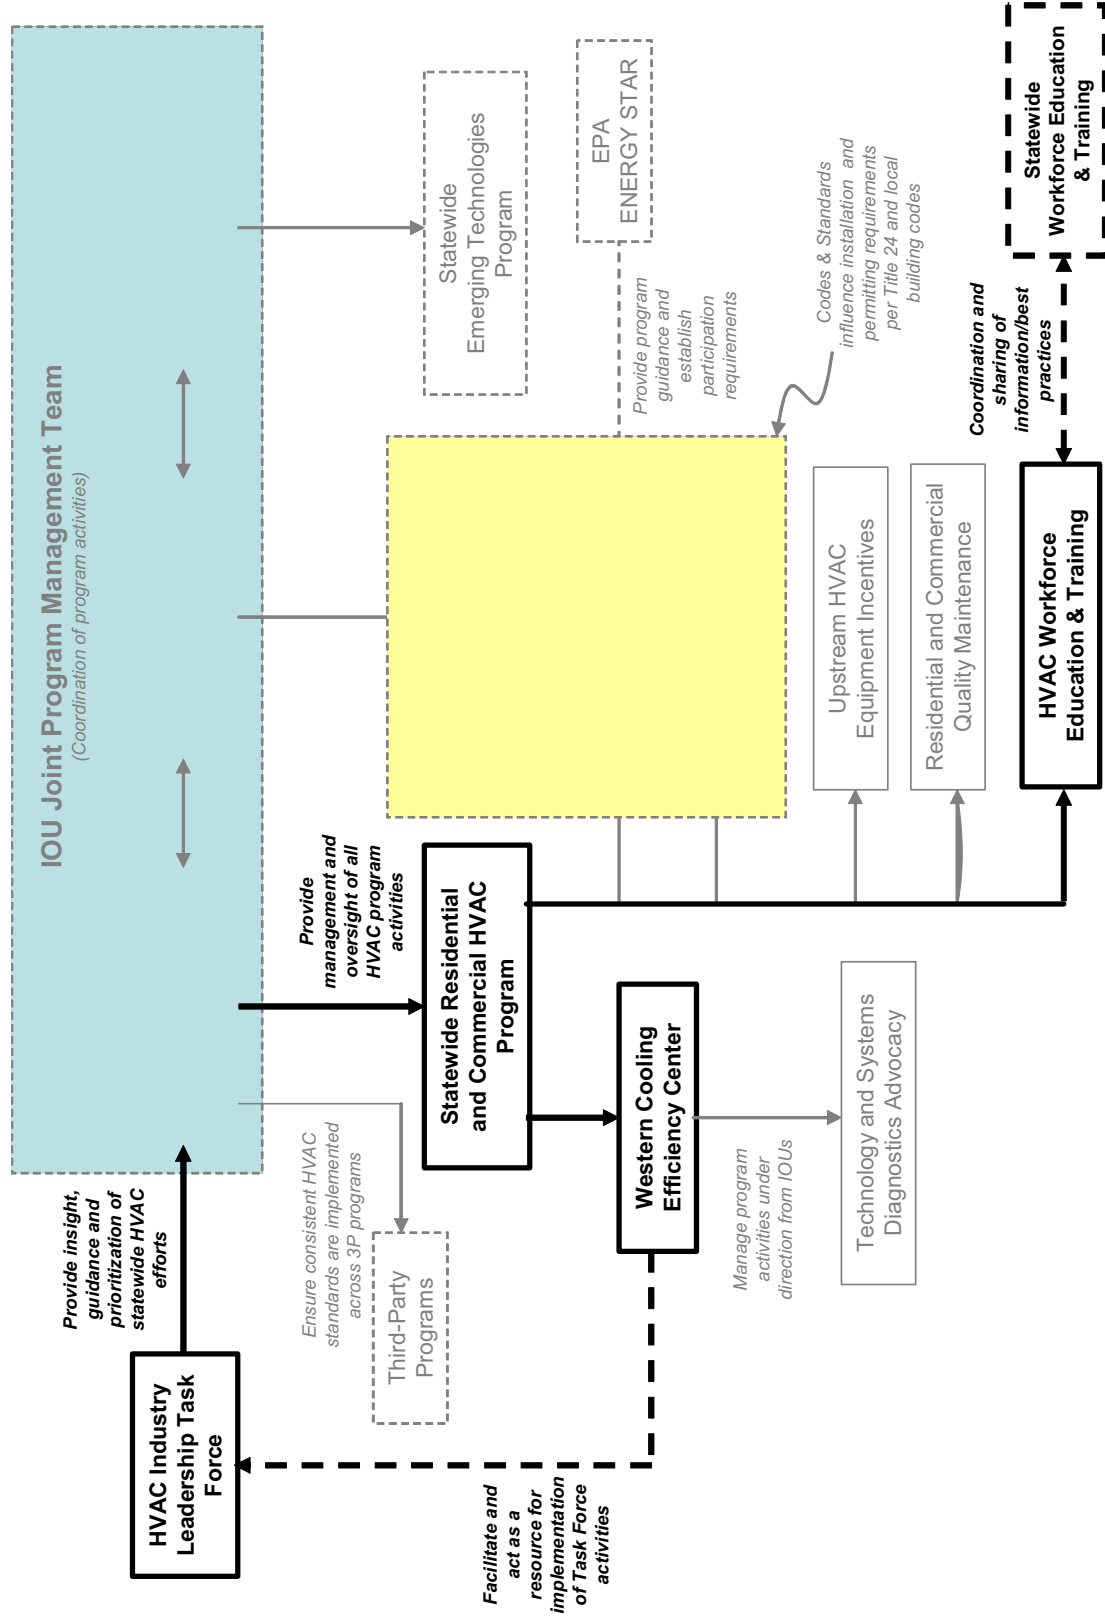 IOU Joint Program Management Team
(Coordination of program activities)
Provide insight,
guidance and
prioritization of
statewide HVAC
efforts
HVAC Industry
Leadership Task
Force
Ensure consistent HVAC
standards are implemented
across 3P programs
Third-Party
Programs
Provide
management and
oversight of all
HVAC program
activities
Statewide Residential
and Commercial HVAC
Program
Statewide
Emerging Technologies
Program
EPA
ENERGY STAR
Provide program
guidance and
establish
participation
requirements
Codes & Standards
influence installation and
permitting requirements
per Title 24 and local
building codes
Facilitate and
act as a
resource for
implementation
of Task Force
activities
Western Cooling
Efficiency Center
Manage program
activities under
direction from IOUs
Technology and Systems
Diagnostics Advocacy
Upstream HVAC
Equipment Incentives
Residential and Commercial
Quality Maintenance
HVAC Workforce
Education & Training
Coordination and
sharing of
information/best
practices
Statewide
Workforce Education
& Training